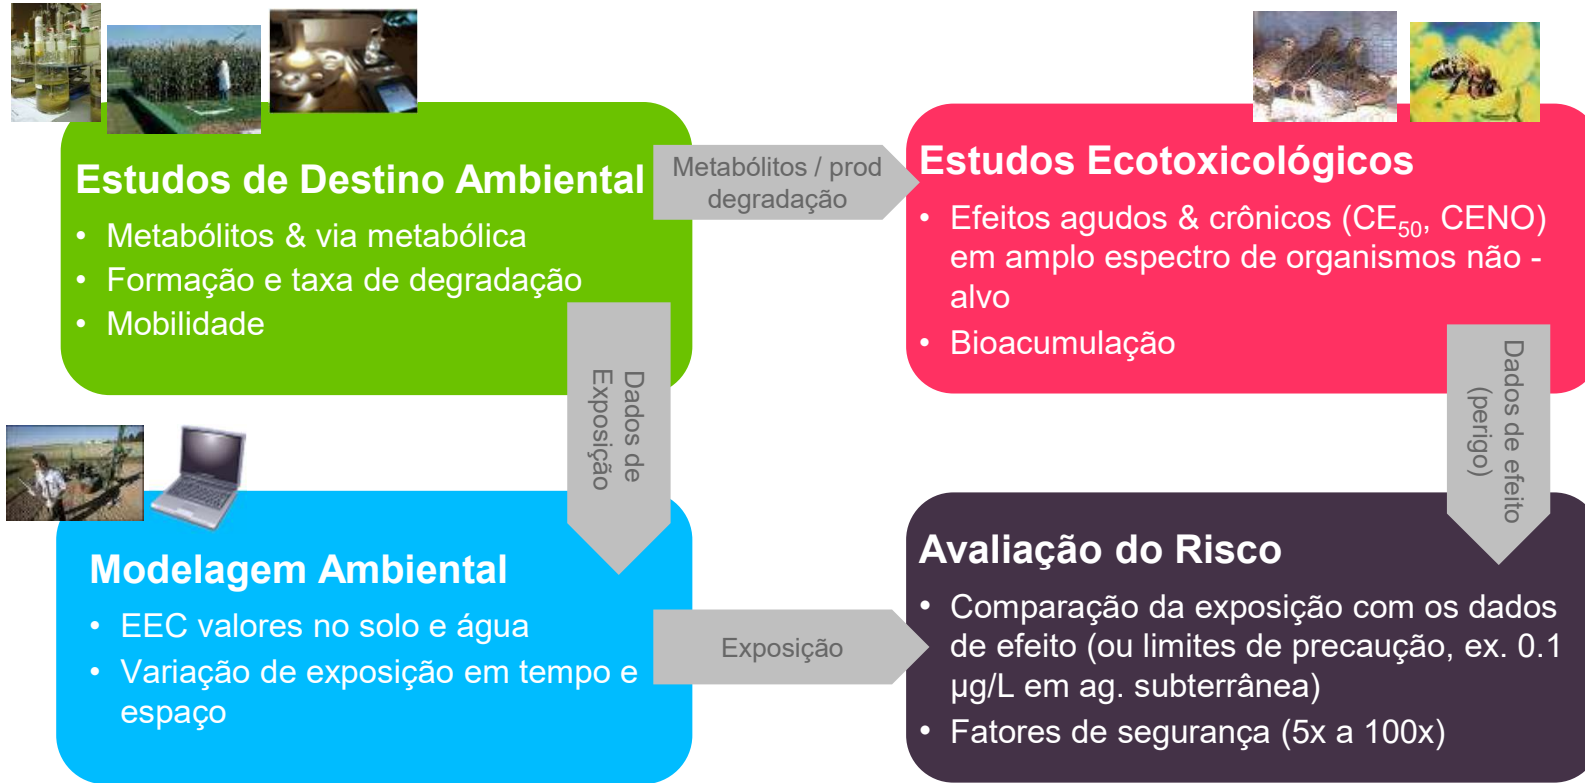 Estudos de Destino Ambiental
• Metabólitos & via metabólica
• Formação e taxa de degradação
• Mobilidade
Metabólitos / prod
degradação
Estudos Ecotoxicológicos
• Efeitos agudos & crônicos (CE50, CENO)
em amplo espectro de organismos não -
alvo
• Bioacumulação
Dados de
Exposição
Dados de efeito
(perigo)
Modelagem Ambiental
• EEC valores no solo e água
• Variação de exposição em tempo e
espaço
Exposição
Avaliação do Risco
• Comparação da exposição com os dados
de efeito (ou limites de precaução, ex. 0.1
µg/L em ag. subterrânea)
• Fatores de segurança (5x a 100x)